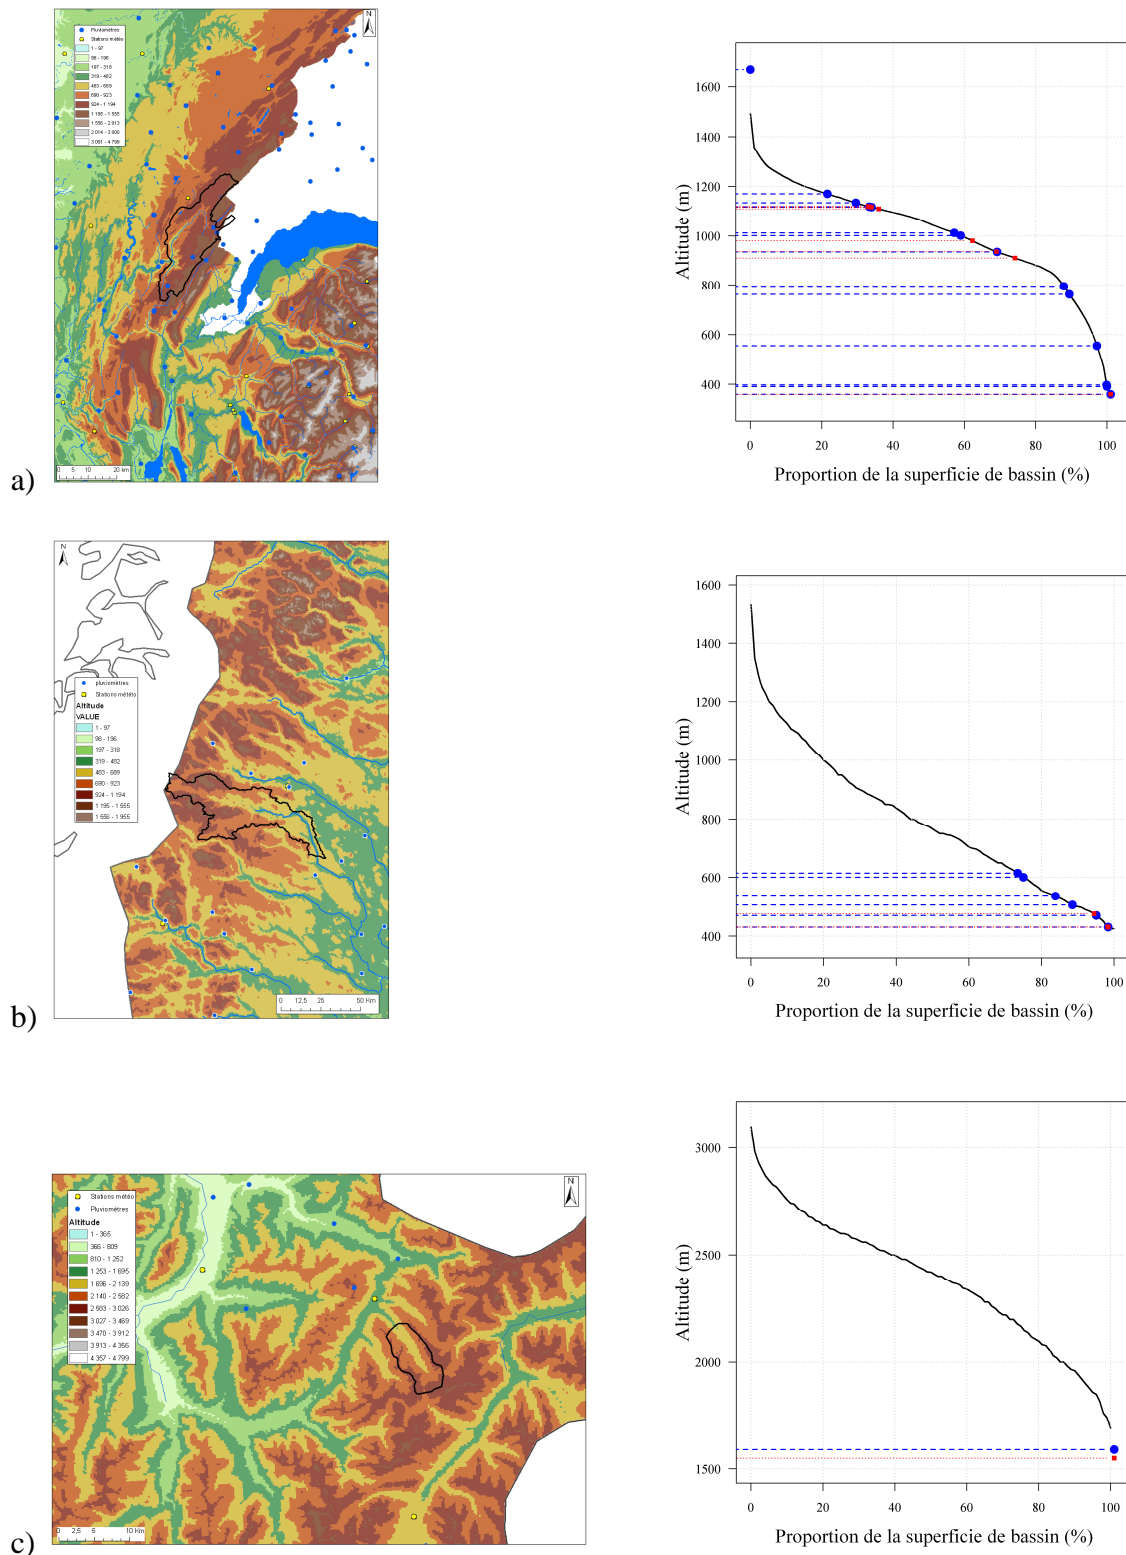 N
Pluviomètres
Stations météo
1 - 97
98 - 196
197 - 318
319 - 482
483 - 689
690 - 923
924 - 1 194
1 195 - 1 555
1 556 - 2 013
2 014 - 3 000
3 001 - 4 799
0 5 10 20 km
a)
1600
1400
1200
1000
800
600
400
Altitude (m)
0 20 40 60 80 100
Proportion de la superficie de bassin (%)
N
pluviomètres
Stations météto
Altitude
VALUE
1 - 97
98 - 196
197 - 318
319 - 482
483 - 689
690 - 923
924 - 1 194
1 195 - 1 555
1 556 - 1 955
0 12,5 25 50 Km
b)
1600
1400
1200
1000
800
600
400
Altitude (m)
0 20 40 60 80 100
Proportion de la superficie de bassin (%)
N
Stations météo
Pluviomètres
Altitude
1 - 365
366 - 809
810 - 1 252
1 253 - 1 695
1 696 - 2 139
2 140 - 2 582
2 583 - 3 026
3 027 - 3 469
3 470 - 3 912
3 913 - 4 356
4 357 - 4 799
0 2,5 5 10 Km
c)
3000
2500
2000
1500
Altitude (m)
0 20 40 60 80 100
Proportion de la superficie de bassin (%)